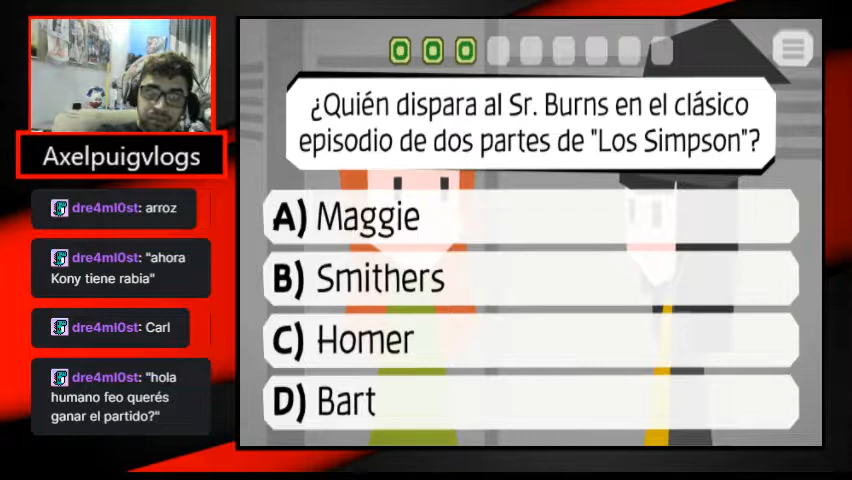 Axelpuigvlogs
dre4ml0st: arroz
dre4ml0st: "ahora
Kony tiene rabia"
dre4ml0st: Carl
dre4ml0st: "hola
humano feo querés
ganar el partido?"
¿Quién dispara al Sr. Burns en el clásico
episodio de dos partes de "Los Simpson"?
A) Maggie
B) Smithers
C) Homer
D) Bart